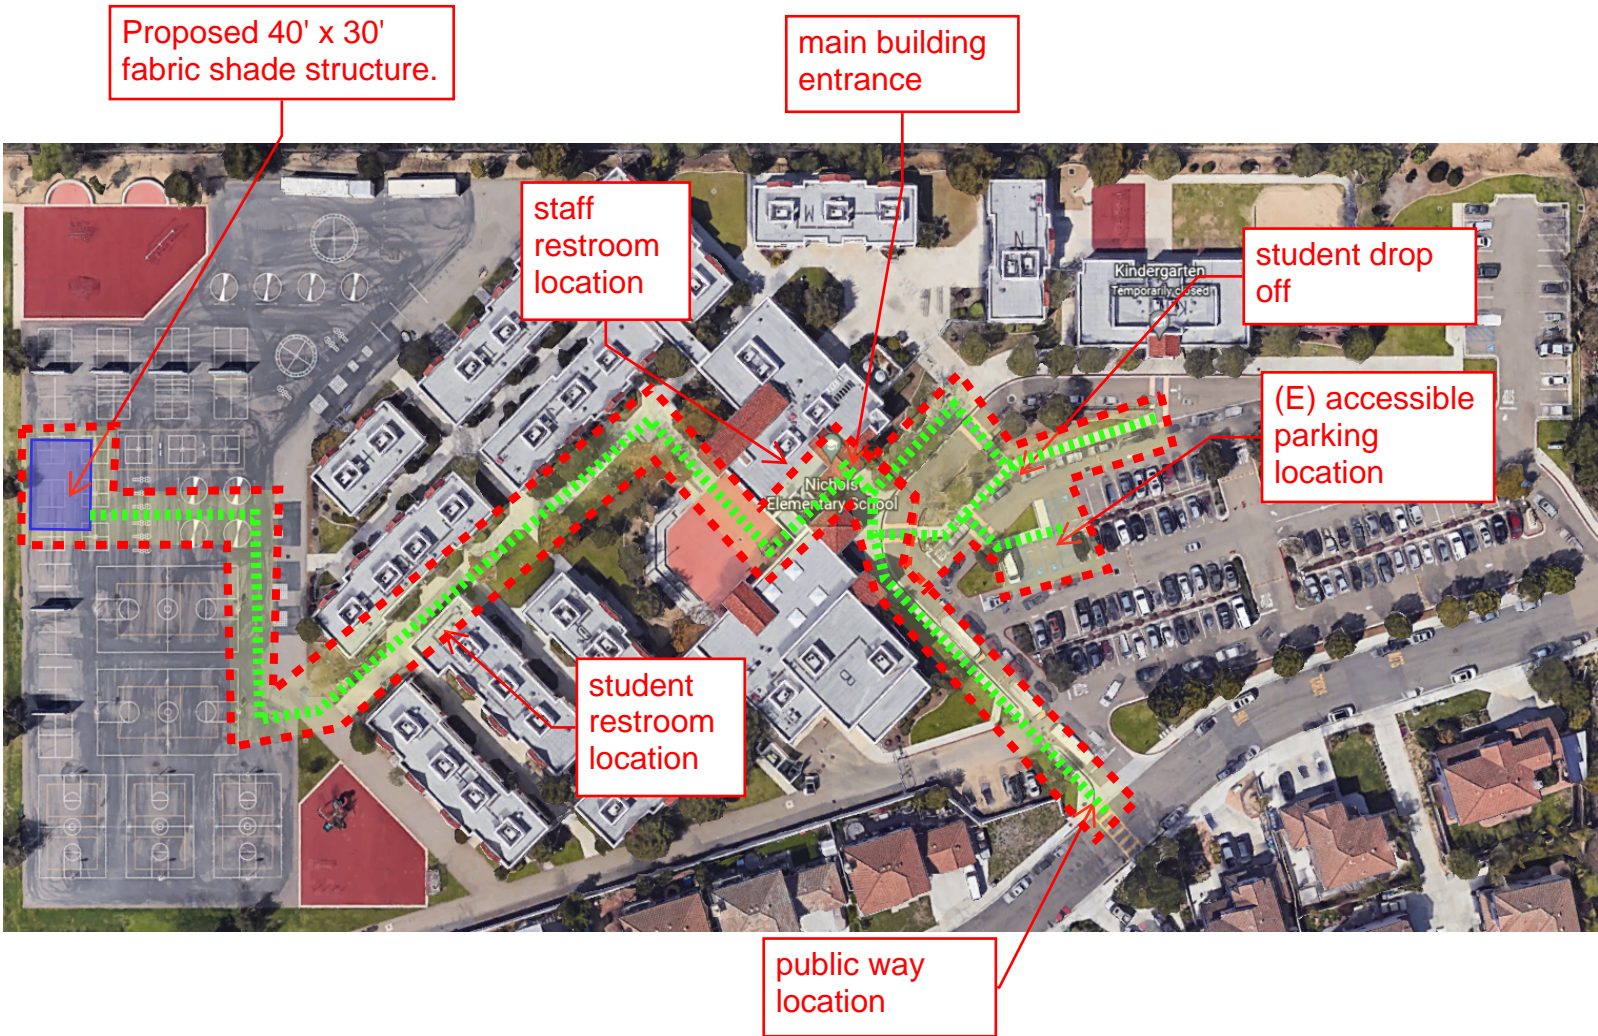 Proposed 40' x 30'
fabric shade structure.
main building
entrance
staff
restroom
location
student drop
off
Kindergarten
Temporarily closed
(E) accessible
parking
location
Nichols
Elementary School
student
restroom
location
public way
location